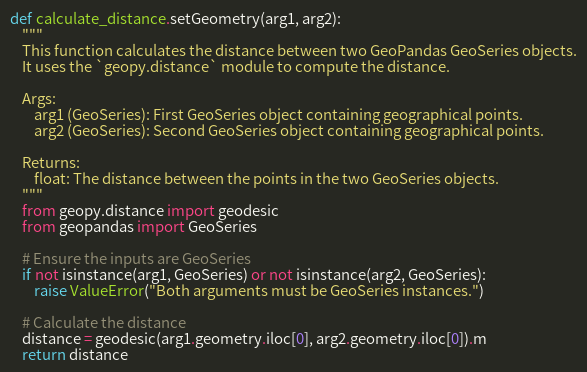 def calculate_distance.setGeometry(arg1, arg2):
"""
This function calculates the distance between two GeoPandas GeoSeries objects.
It uses the `geopy.distance` module to compute the distance.
Args:
arg1 (GeoSeries): First GeoSeries object containing geographical points.
arg2 (GeoSeries): Second GeoSeries object containing geographical points.
Returns:
float: The distance between the points in the two GeoSeries objects.
"""
from geopy.distance import geodesic
from geopandas import GeoSeries
# Ensure the inputs are GeoSeries
if not isinstance(arg1, GeoSeries) or not isinstance(arg2, GeoSeries):
raise ValueError("Both arguments must be GeoSeries instances.")
# Calculate the distance
distance = geodesic(arg1.geometry.iloc[0], arg2.geometry.iloc[0]).m
return distance